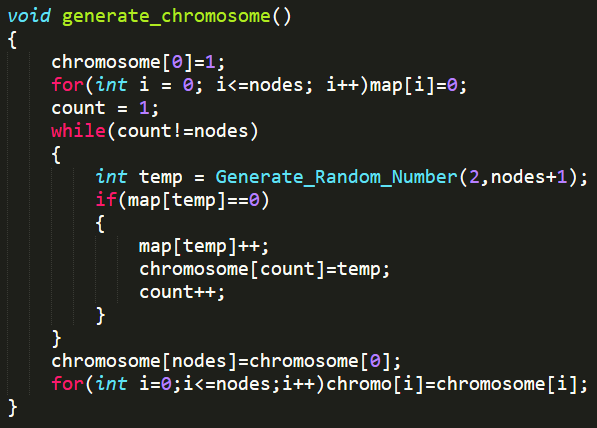 void generate_chromosome()
{
    chromosome[0]=1;
    for(int i = 0; i<=nodes; i++)map[i]=0;
    count = 1;
    while(count!=nodes)
    {
        int temp = Generate_Random_Number(2,nodes+1);
        if(map[temp]==0)
        {
            map[temp]++;
            chromosome[count]=temp;
            count++;
        }
    }
    chromosome[nodes]=chromosome[0];
    for(int i=0;i<=nodes;i++)chromo[i]=chromosome[i];
}